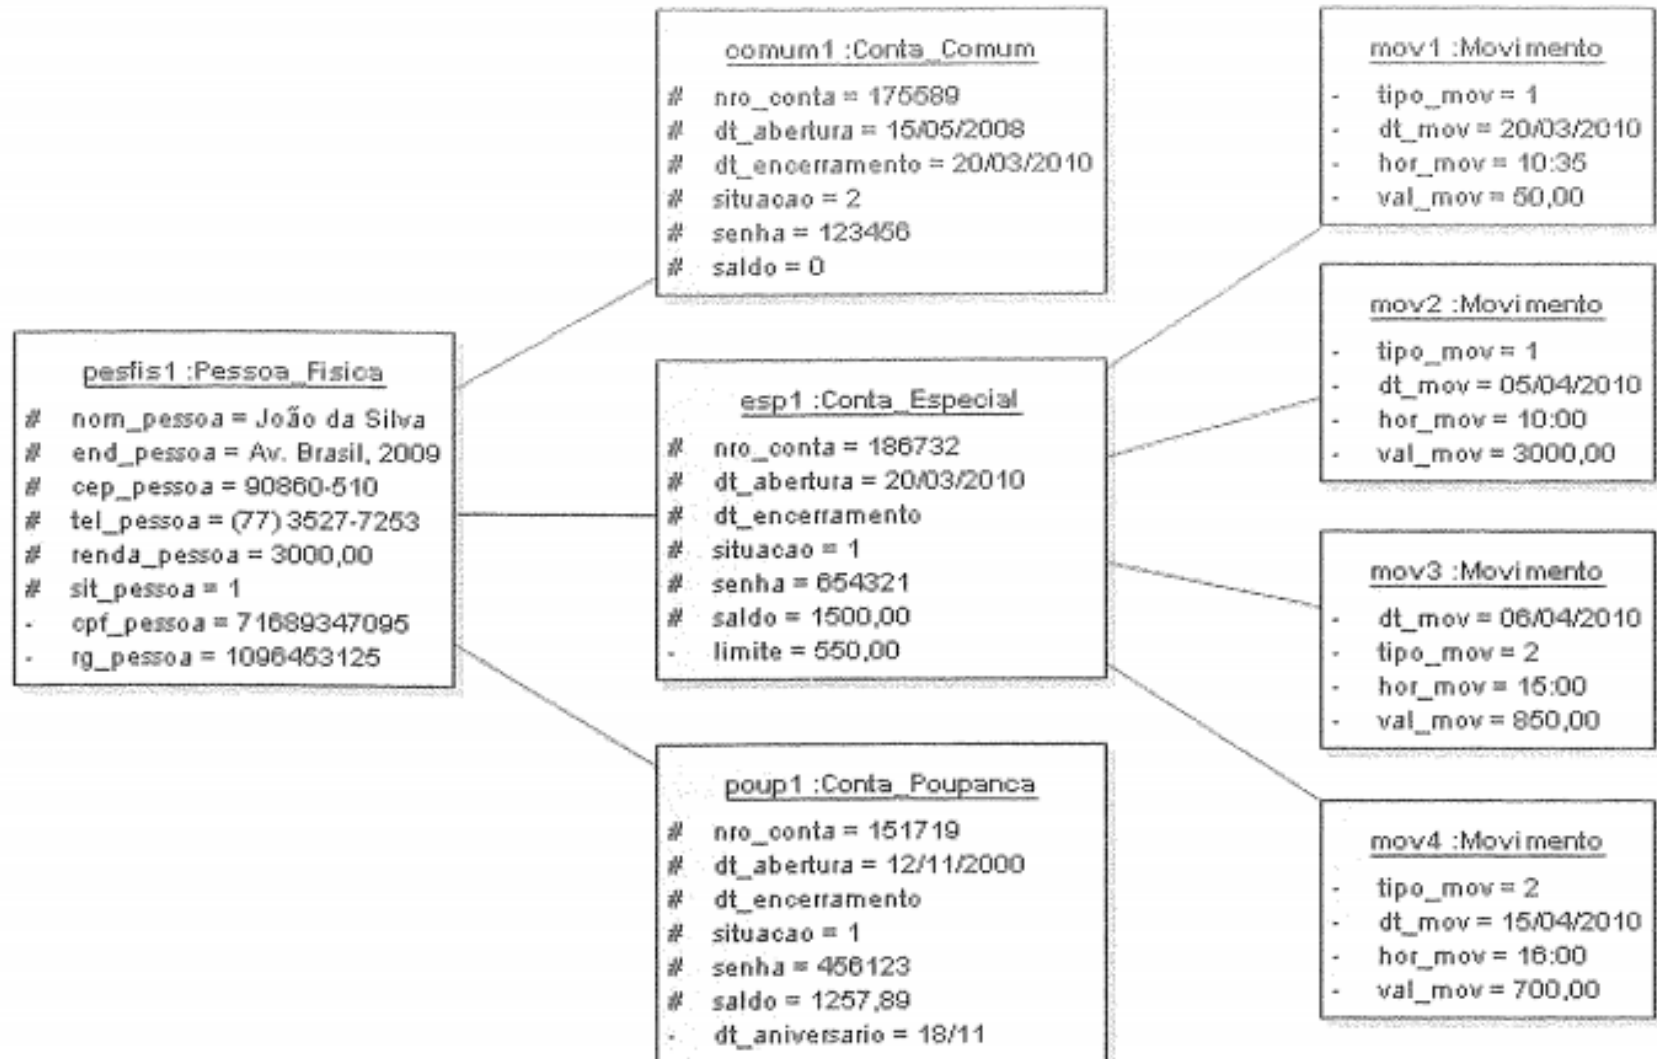 pesfis1 :Pessoa_Fisica
# nom_pessoa = João da Silva
# end_pessoa = Av. Brasil, 2009
# cep_pessoa = 90860-510
# tel_pessoa = (77) 3527-7253
# renda_pessoa = 3000,00
# sit_pessoa = 1
- cpf_pessoa = 71689347095
- rg_pessoa = 1096453125
comum1 :Conta_Comum
# nro_conta = 175589
# dt_abertura = 15/05/2008
# dt_encerramento = 20/03/2010
# situacao = 2
# senha = 123456
# saldo = 0
esp1 :Conta_Especial
# nro_conta = 186732
# dt_abertura = 20/03/2010
# dt_encerramento
# situacao = 1
# senha = 654321
# saldo = 1500,00
- limite = 550,00
poup1 :Conta_Poupanca
# nro_conta = 151719
# dt_abertura = 12/11/2000
# dt_encerramento
# situacao = 1
# senha = 456123
# saldo = 1257,89
- dt_aniversario = 18/11
mov1 :Movimento
- tipo_mov = 1
- dt_mov = 20/03/2010
- hor_mov = 10:35
- val_mov = 50,00
mov2 :Movimento
- tipo_mov = 1
- dt_mov = 05/04/2010
- hor_mov = 10:00
- val_mov = 3000,00
mov3 :Movimento
- dt_mov = 06/04/2010
- tipo_mov = 2
- hor_mov = 15:00
- val_mov = 850,00
mov4 :Movimento
- tipo_mov = 2
- dt_mov = 15/04/2010
- hor_mov = 16:00
- val_mov = 700,00